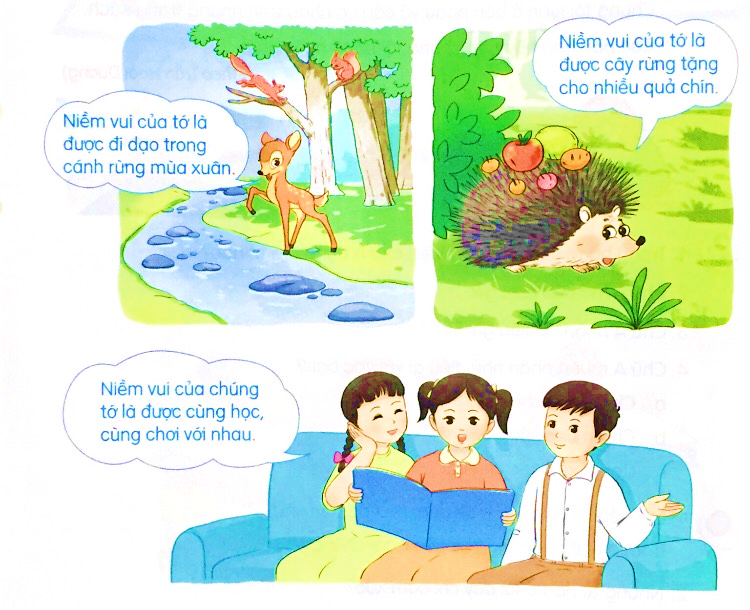 Niềm vui của tớ là
được đi dạo trong
cánh rừng mùa xuân.
Niềm vui của tớ là
được cây rừng tặng
cho nhiều quả chín.
Niềm vui của chúng
tớ là được cùng học,
cùng chơi với nhau.